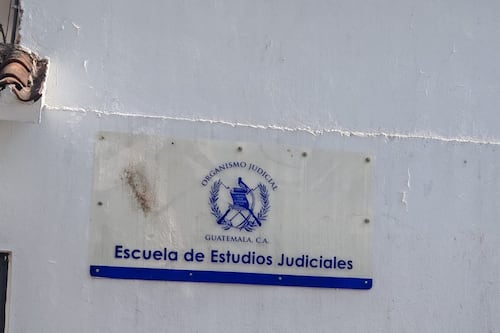 ORGANISMO JUDICIAL
GUATEMALA, C.A.
Escuela de Estudios Judiciales